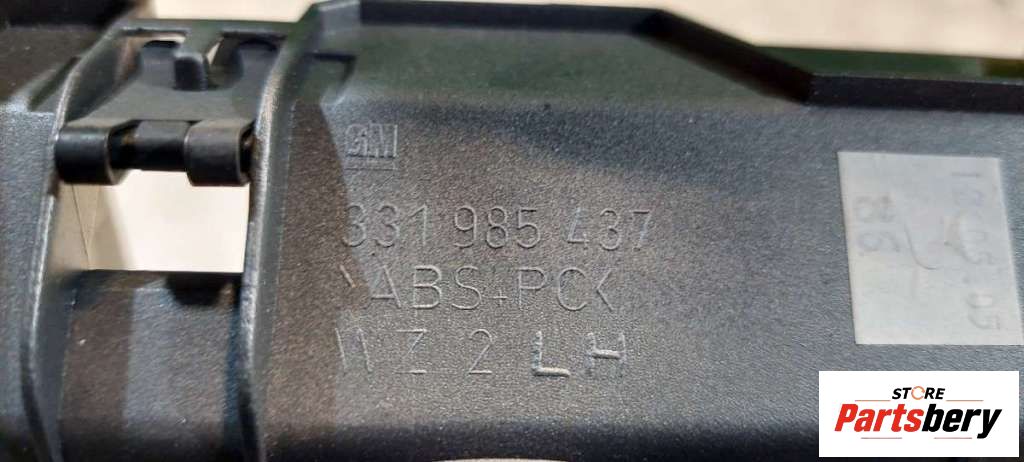 GM
331 985 437
>ABS+PC<
WZ 2 LH
STORE
Partsbery